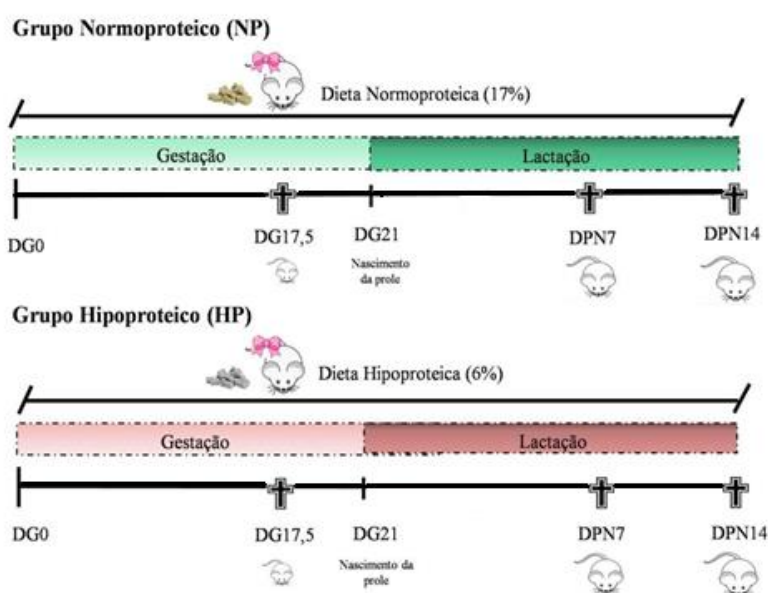 Grupo Normoproteico (NP)
Dieta Normoproteica (17%)
Gestação
Lactação
DG0
DG17,5
DG21
DPN7
DPN14
Nascimento
da prole
Grupo Hipoproteico (HP)
Dieta Hipoproteica (6%)
Gestação
Lactação
DG0
DG17,5
DG21
DPN7
DPN14
Nascimento da
prole